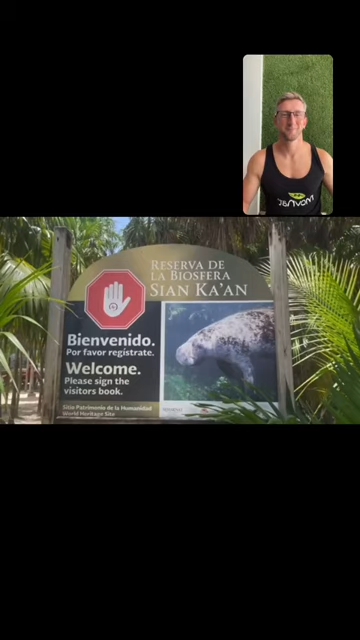 RESERVA DE
LA BIOSFERA
SIAN KA'AN
Bienvenido.
Por favor regístrate.
Welcome.
Please sign the
visitors book.
Sitio Patrimonio de la Humanidad
World Heritage Site